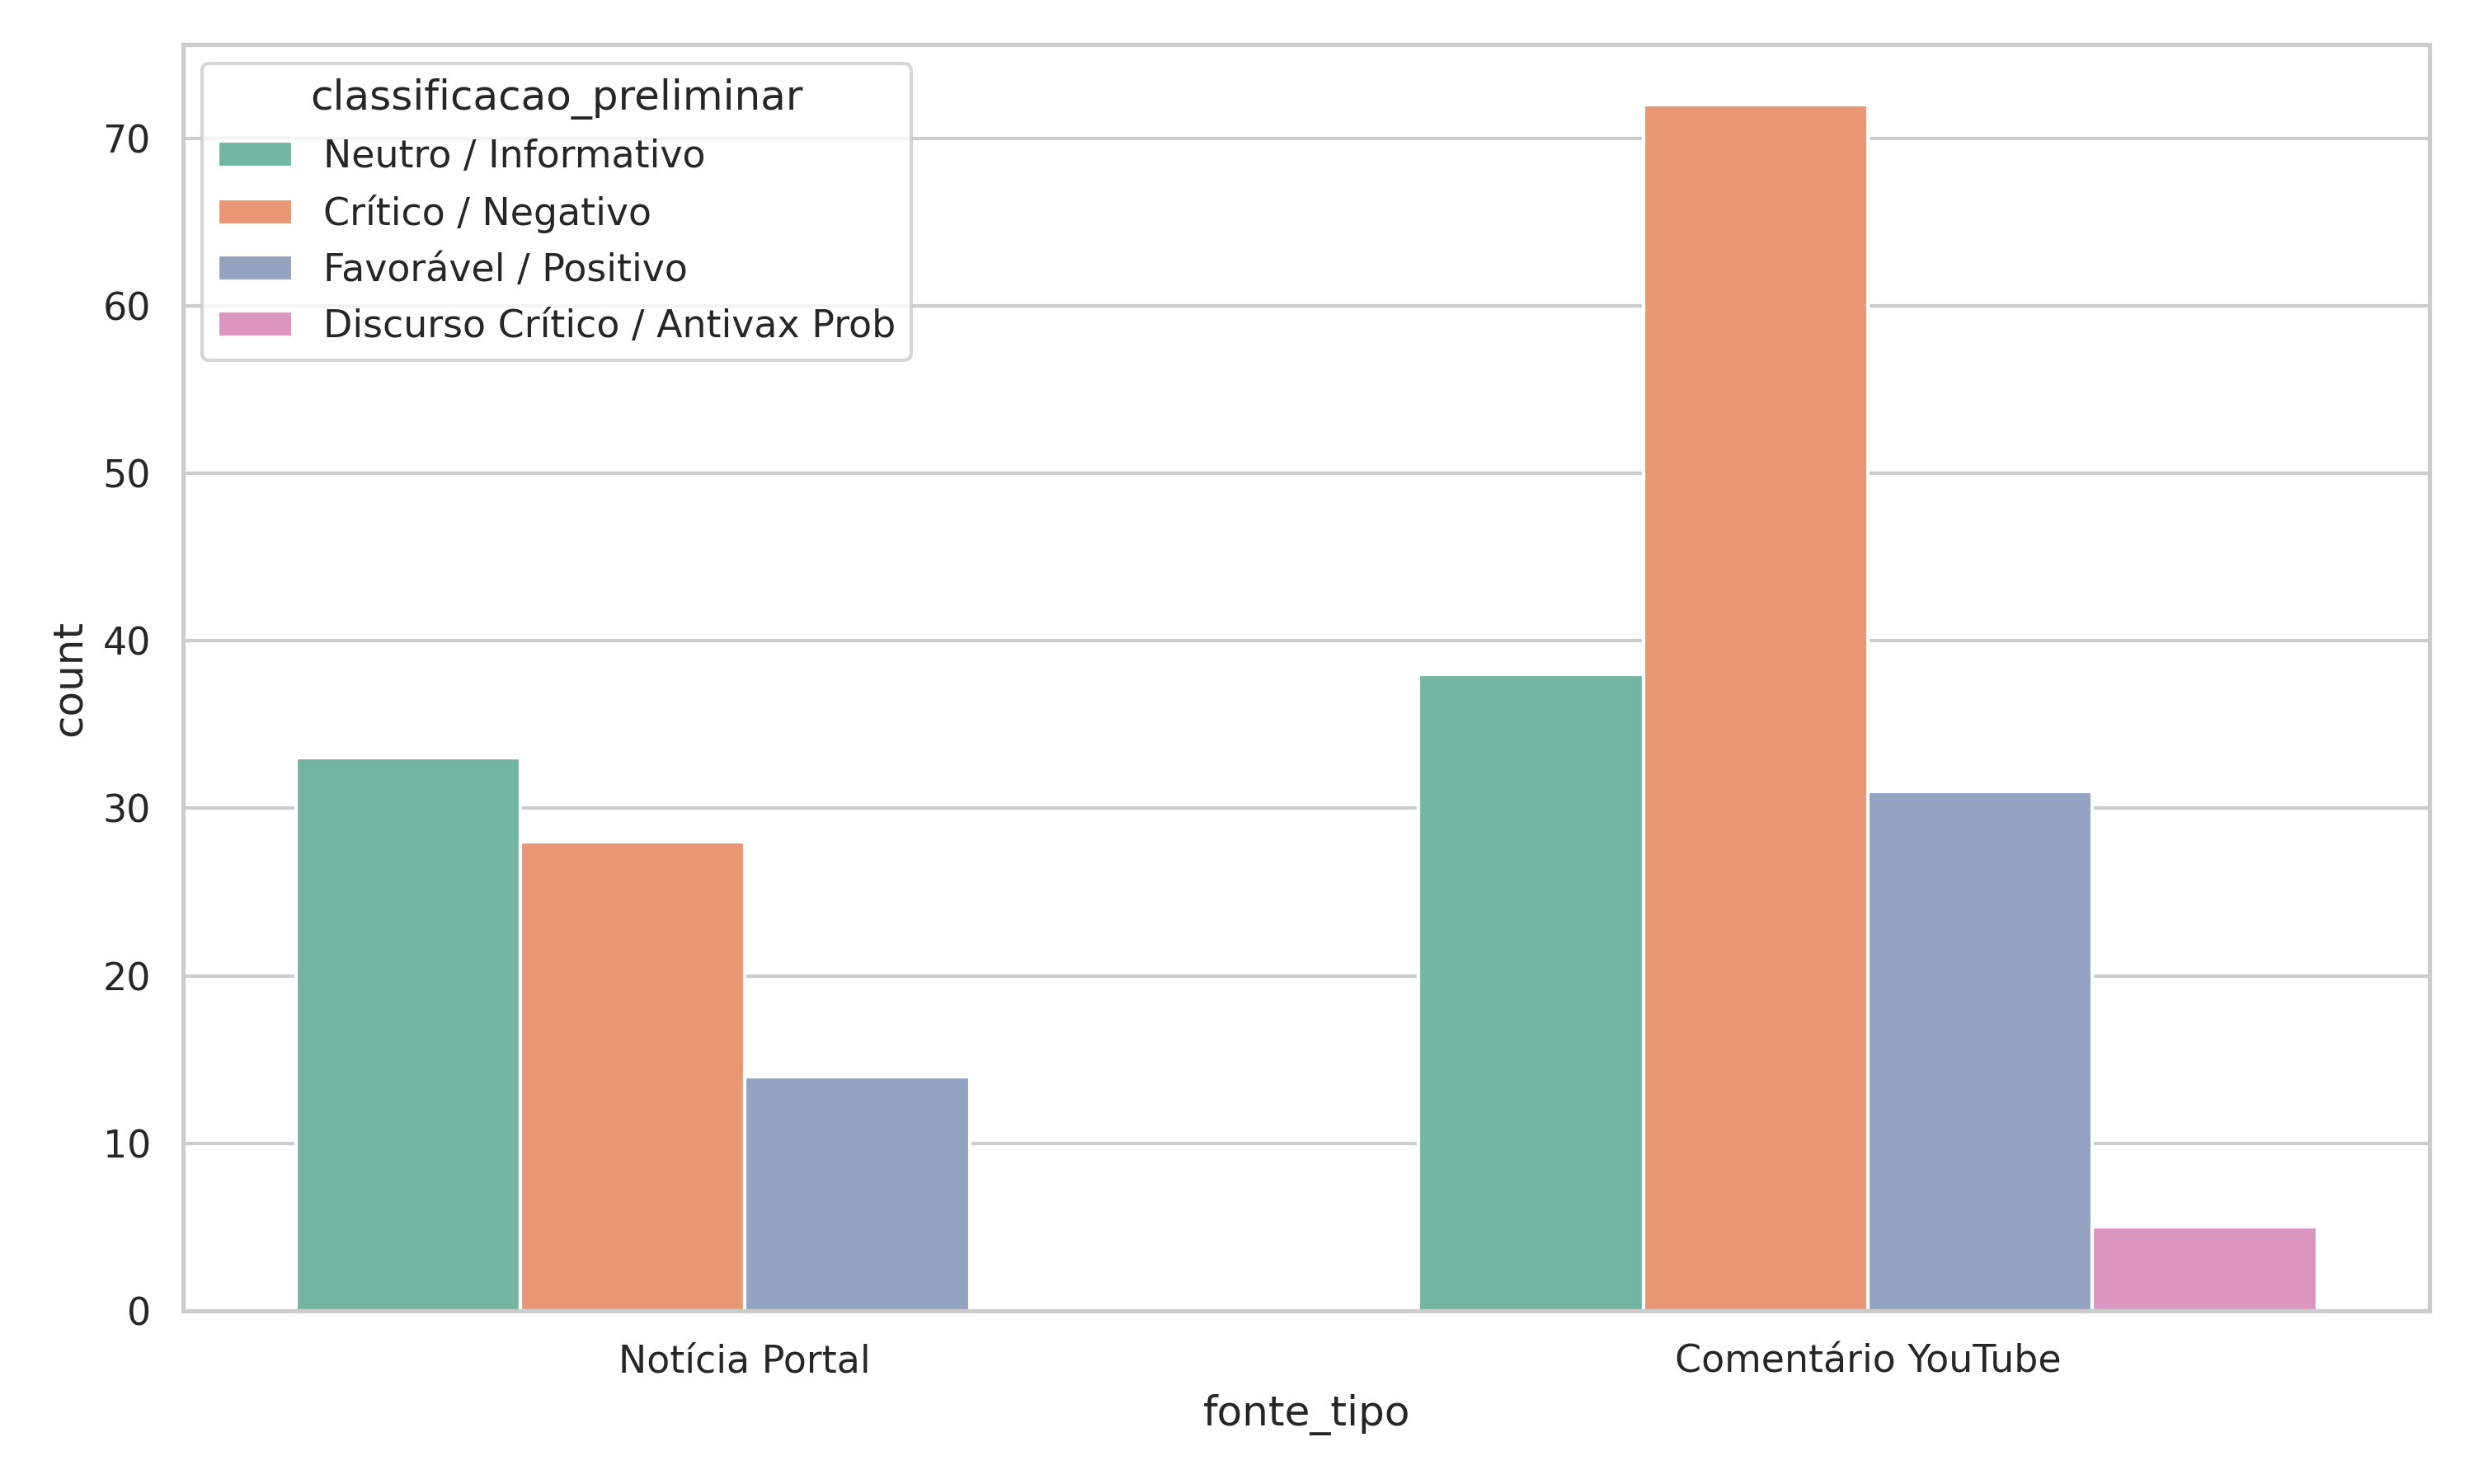 classificacao_preliminar
Neutro / Informativo
Crítico / Negativo
Favorável / Positivo
Discurso Crítico / Antivax Prob
70
60
50
40
30
20
10
0
count
Notícia Portal
Comentário YouTube
fonte_tipo